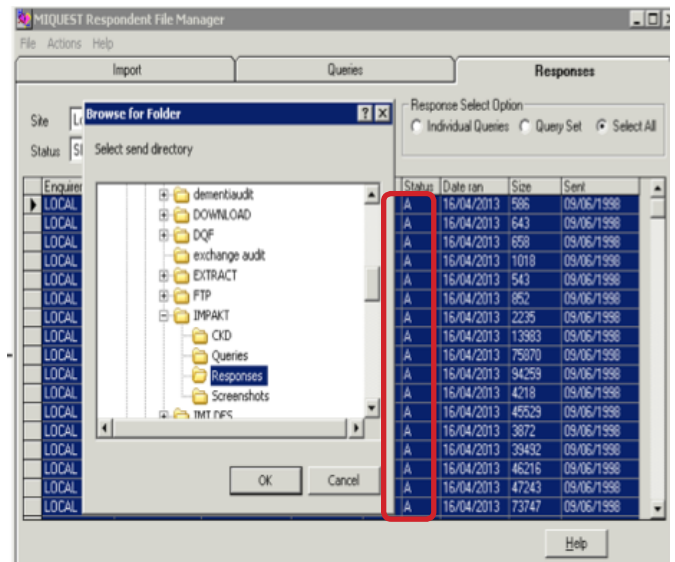 MIQUEST Respondent File Manager
File Actions Help
Import Queries Responses
Site
Status
Browse for Folder
Select send directory
dementiaudit
DOWNLOAD
DQF
exchange audit
EXTRACT
FTP
IMPAKT
CKD
Queries
Responses
Screenshots
OK Cancel
Response Select Option
Individual Queries Query Set Select All
Status Date ran Size Sent
LOCAL A 16/04/2013 586 09/06/1998
LOCAL A 16/04/2013 643 09/06/1998
LOCAL A 16/04/2013 658 09/06/1998
LOCAL A 16/04/2013 1018 09/06/1998
LOCAL A 16/04/2013 543 09/06/1998
LOCAL A 16/04/2013 852 09/06/1998
LOCAL A 16/04/2013 2235 09/06/1998
LOCAL A 16/04/2013 13983 09/06/1998
LOCAL A 16/04/2013 75870 09/06/1998
LOCAL A 16/04/2013 94259 09/06/1998
LOCAL A 16/04/2013 4218 09/06/1998
LOCAL A 16/04/2013 45529 09/06/1998
LOCAL A 16/04/2013 3872 09/06/1998
LOCAL A 16/04/2013 39492 09/06/1998
LOCAL A 16/04/2013 46216 09/06/1998
LOCAL A 16/04/2013 47243 09/06/1998
LOCAL A 16/04/2013 73747 09/06/1998
Help